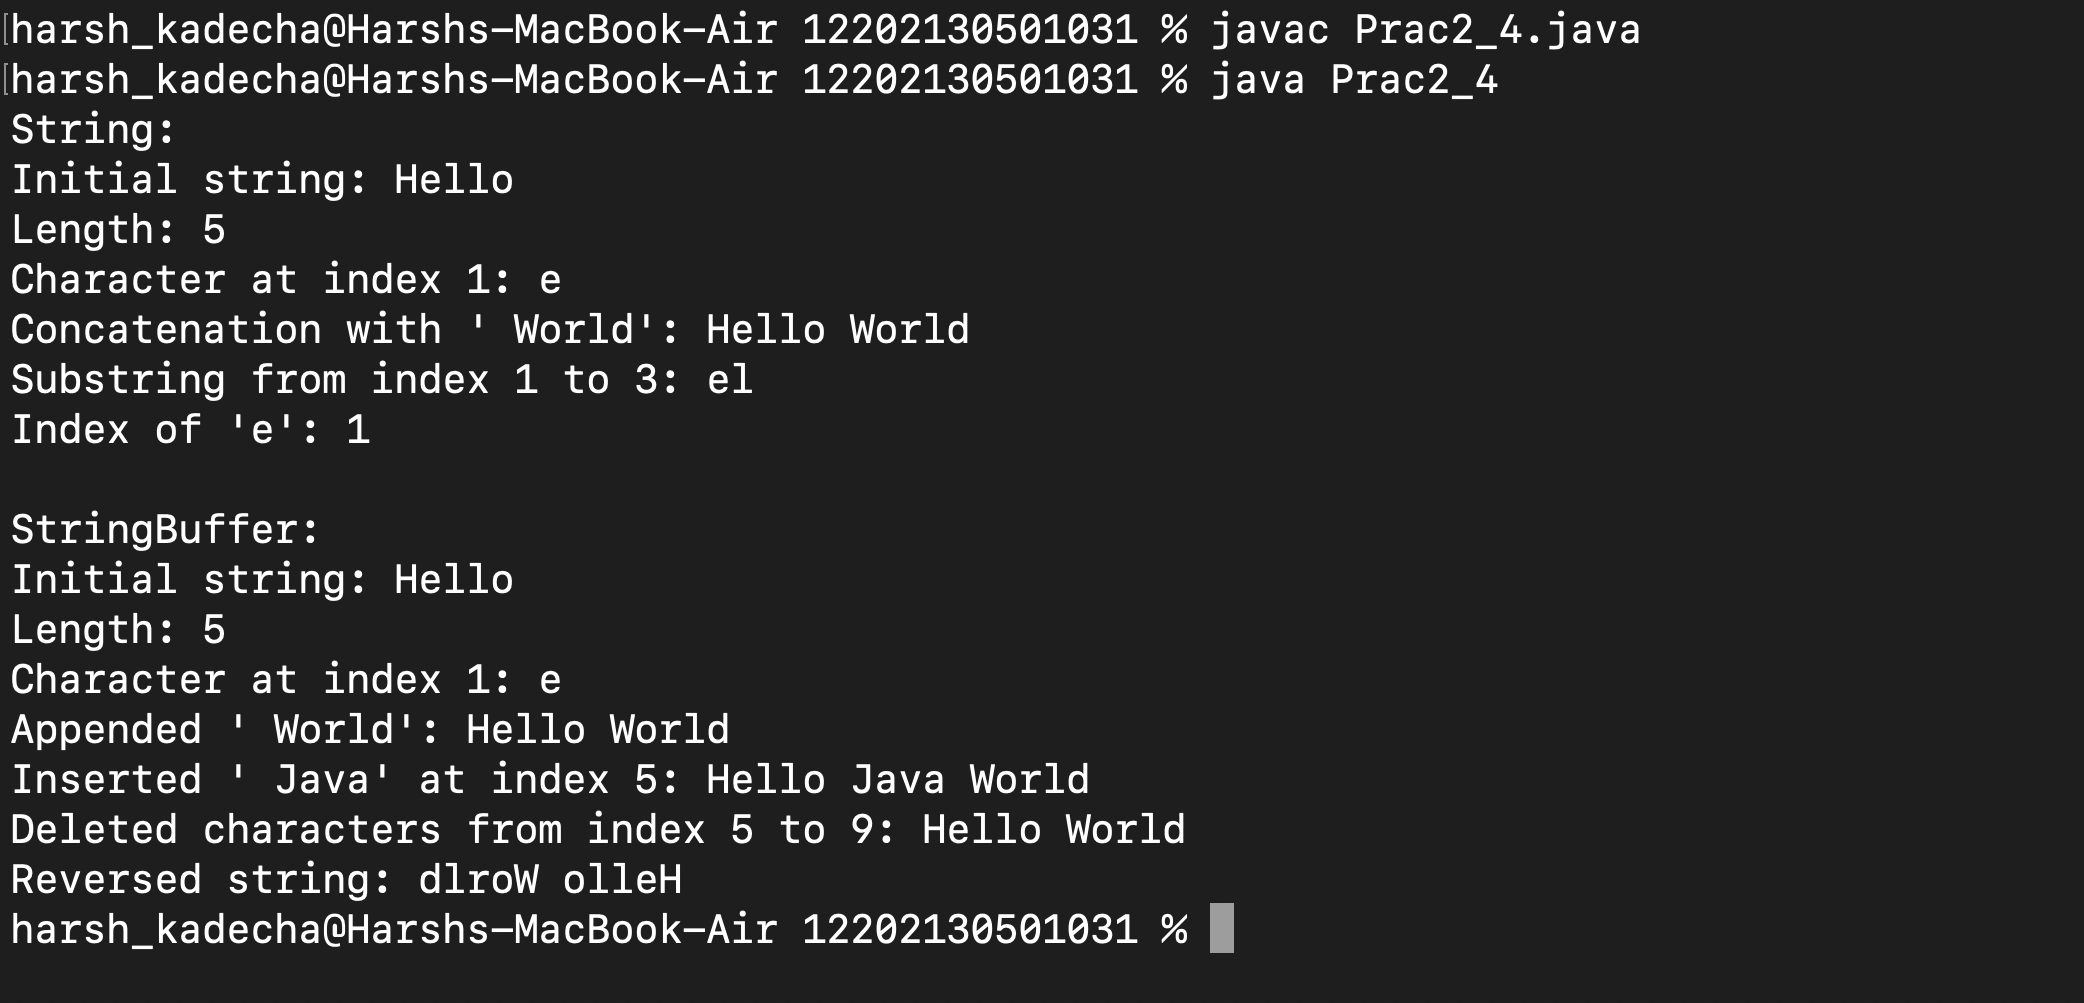 [harsh_kadecha@Harshs-MacBook-Air 12202130501031 % javac Prac2_4.java
[harsh_kadecha@Harshs-MacBook-Air 12202130501031 % java Prac2_4
String:
Initial string: Hello
Length: 5
Character at index 1: e
Concatenation with ' World': Hello World
Substring from index 1 to 3: el
Index of 'e': 1

StringBuffer:
Initial string: Hello
Length: 5
Character at index 1: e
Appended ' World': Hello World
Inserted ' Java' at index 5: Hello Java World
Deleted characters from index 5 to 9: Hello World
Reversed string: dlroW olleH
harsh_kadecha@Harshs-MacBook-Air 12202130501031 %